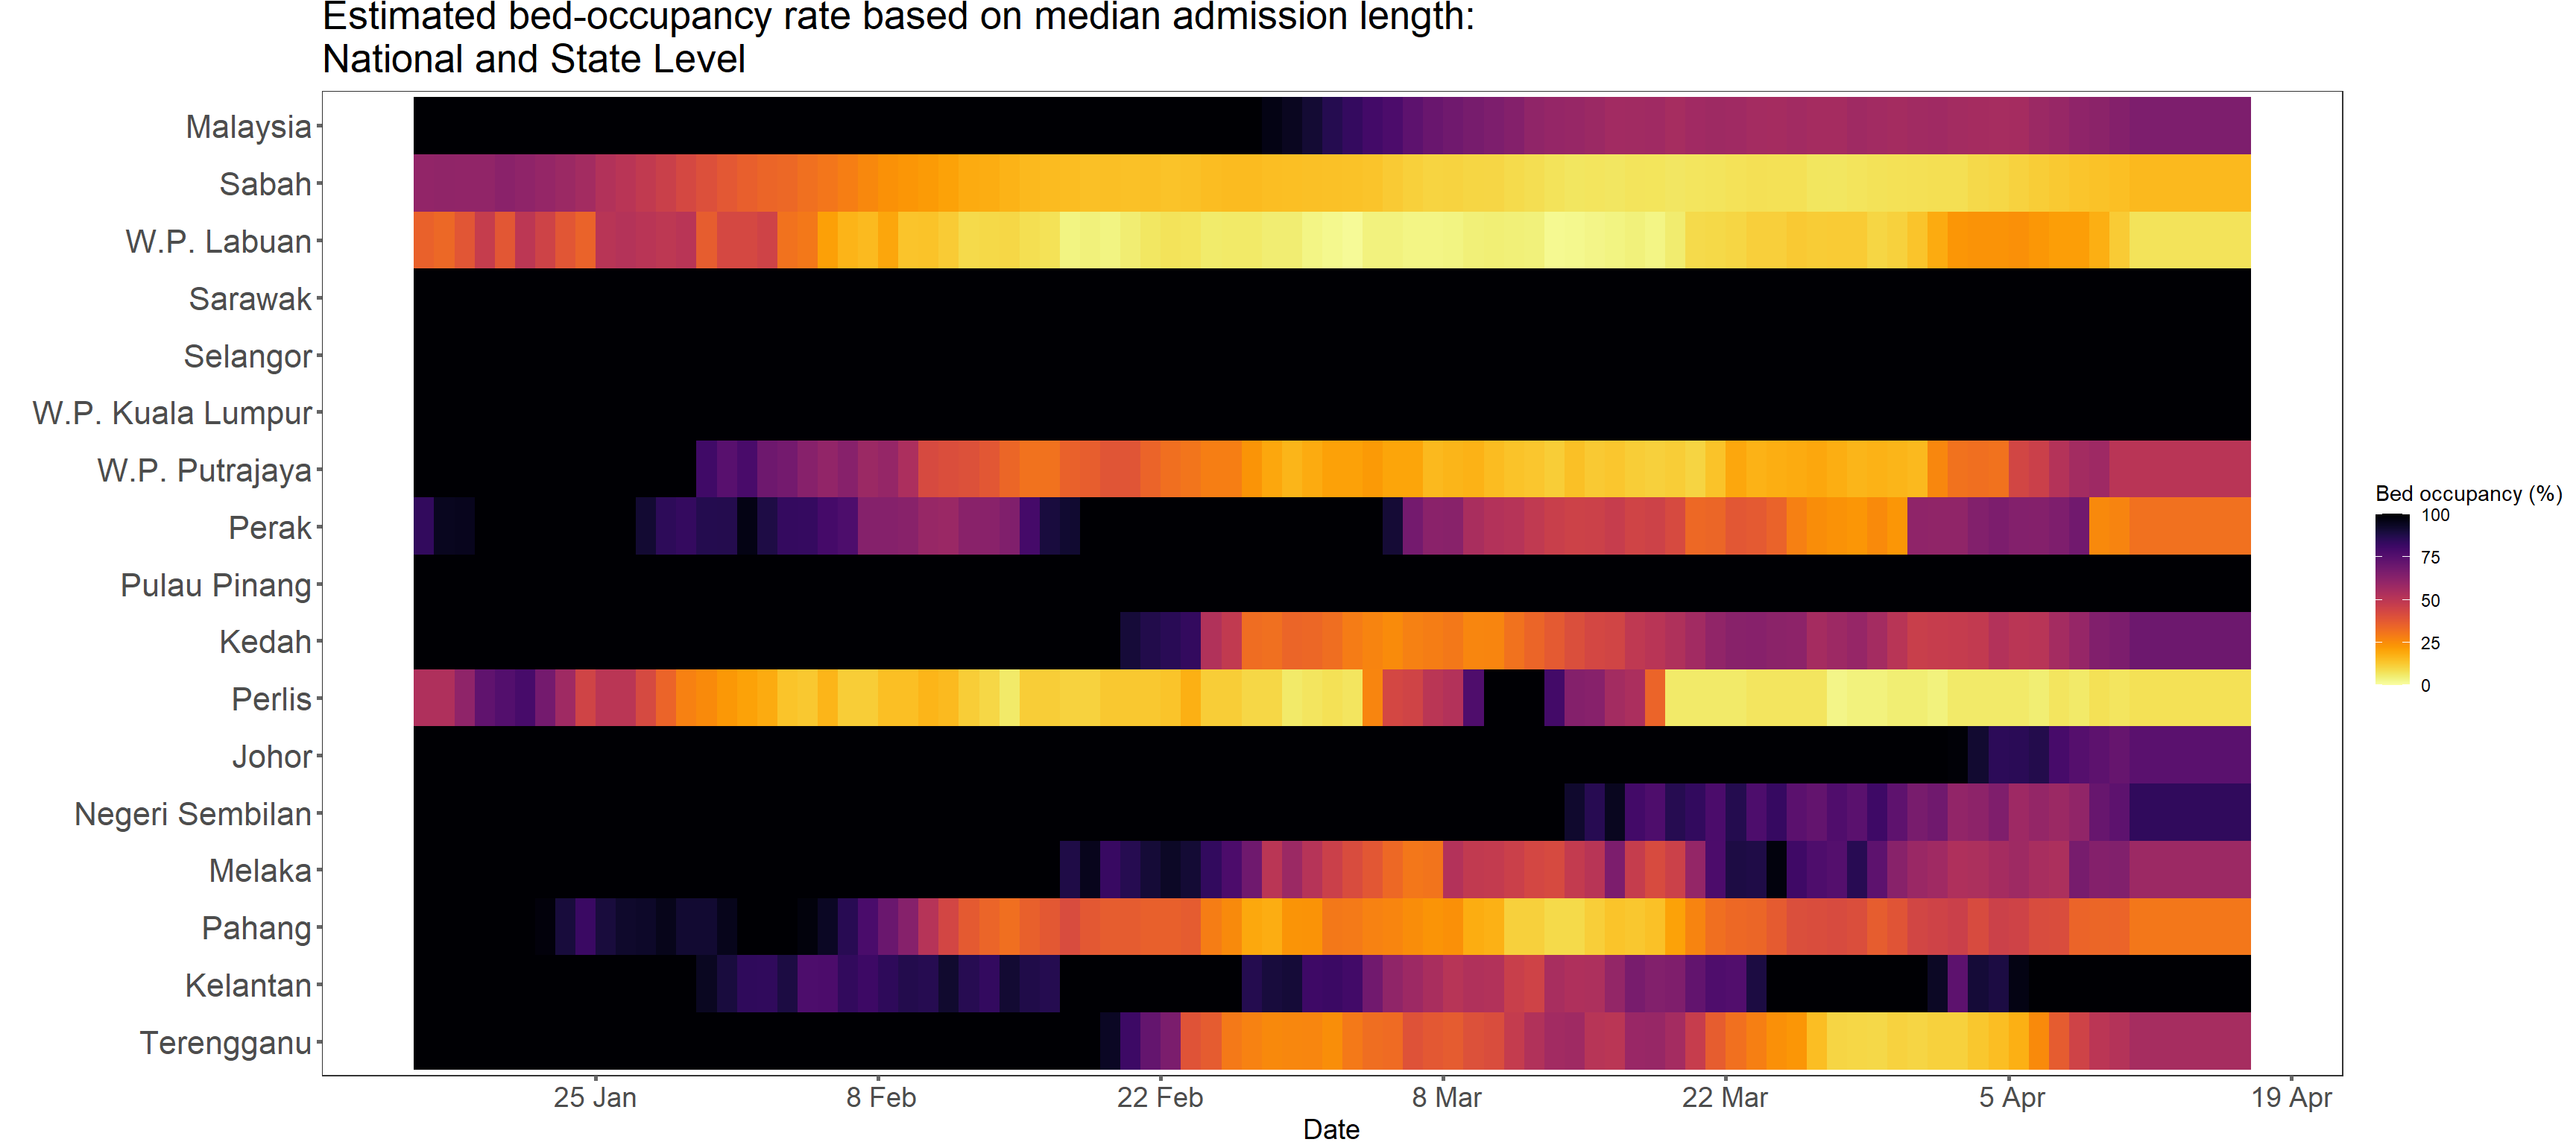 Estimated bed-occupancy rate based on median admission length:
National and State Level
Malaysia
Sabah
W.P. Labuan
Sarawak
Selangor
W.P. Kuala Lumpur
W.P. Putrajaya
Perak
Pulau Pinang
Kedah
Perlis
Johor
Negeri Sembilan
Melaka
Pahang
Kelantan
Terengganu
25 Jan
8 Feb
22 Feb
8 Mar
22 Mar
5 Apr
19 Apr
Date
Bed occupancy (%)
100
75
50
25
0